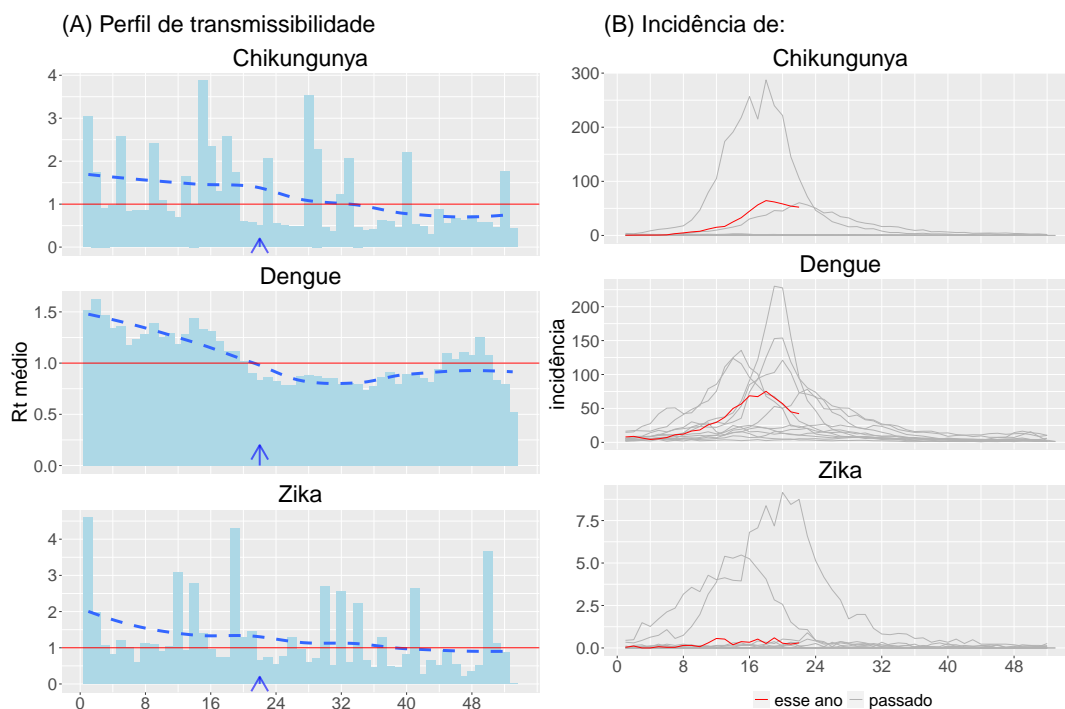 (A) Perfil de transmissibilidade
(B) Incidência de:
Chikungunya
4
3
2
1
0
Dengue
1.5
1.0
0.5
0.0
Zika
4
3
2
1
0
0 8 16 24 32 40 48
Rt médio
Chikungunya
300
200
100
0
Dengue
200
150
100
50
0
Zika
7.5
5.0
2.5
0.0
0 8 16 24 32 40 48
incidência
esse ano passado